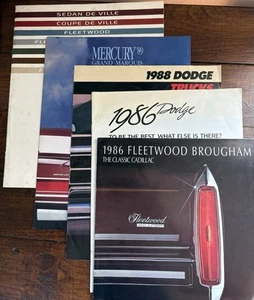 SEDAN DE VILLE
COUPE DE VILLE
FLEETWOOD
MERCURY '89
GRAND MARQUIS
1988 DODGE
TRUCKS
1986 Dodge
TO BE THE BEST, WHAT ELSE IS THERE?
1986 FLEETWOOD BROUGHAM
THE CLASSIC CADILLAC
Fleetwood